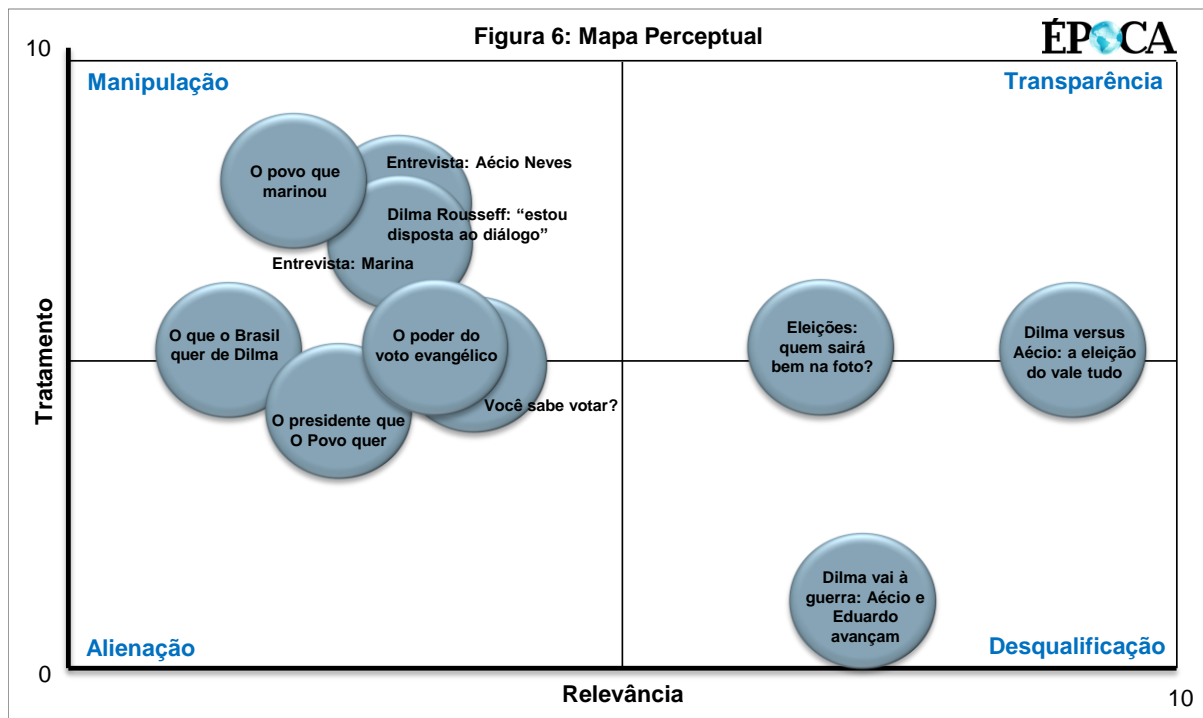 10
Figura 6: Mapa Perceptual
ÉPOCA
Manipulação
Transparência
O povo que
marinou
Entrevista: Aécio Neves
Dilma Rousseff: “estou
disposta ao diálogo”
Entrevista: Marina
O que o Brasil
quer de Dilma
O poder do
voto evangélico
Eleições:
quem sairá
bem na foto?
Dilma versus
Aécio: a eleição
do vale tudo
Você sabe votar?
O presidente que
O Povo quer
Tratamento
Dilma vai à
guerra: Aécio e
Eduardo
avançam
Alienação
Desqualificação
0
Relevância
10